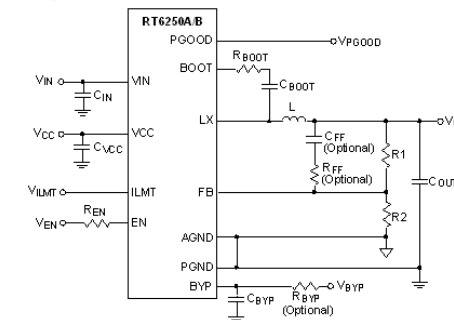 RT6250A/B
PGOOD
VPGOOD
BOOT
RBOOT
CBOOT
VIN
VIN
CIN
LX
L
VCC
VCC
CVCC
CFF
(Optional)
RFF
(Optional)
R1
COUT
VILMT
ILMT
FB
R2
VEN
REN
EN
AGND
PGND
BYP
CBYP
RBYP
(Optional)
VBYP